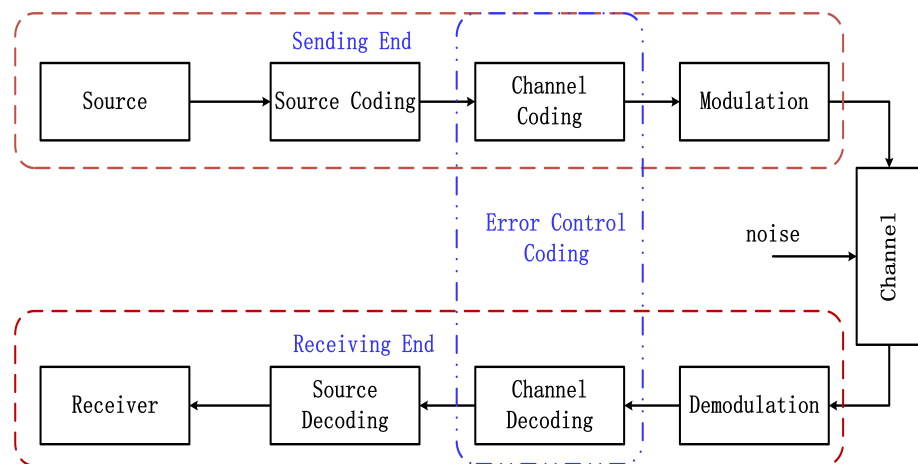 Sending End
Source
Source Coding
Channel
Coding
Modulation
Error Control
Coding
noise
Channel
Receiving End
Receiver
Source
Decoding
Channel
Decoding
Demodulation